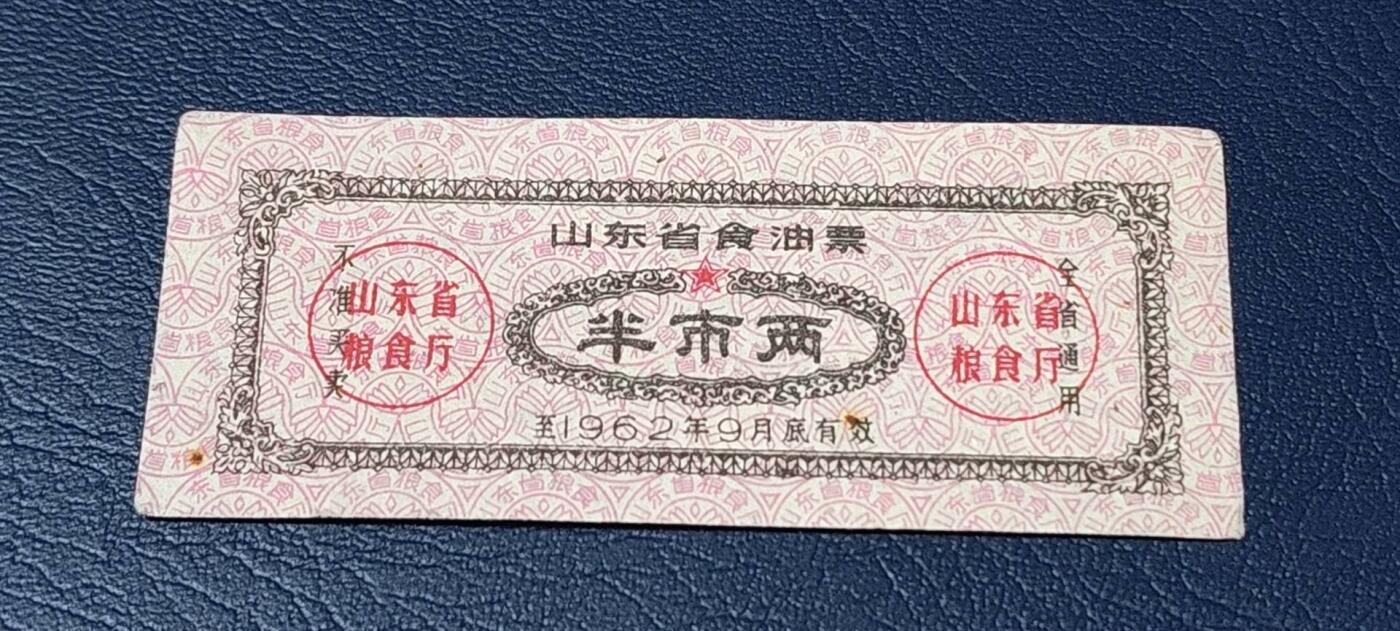 山东省食油票
半市两
至1962年9月底有效
不准买卖
全省通用
山东省
粮食厅
山东省
粮食厅